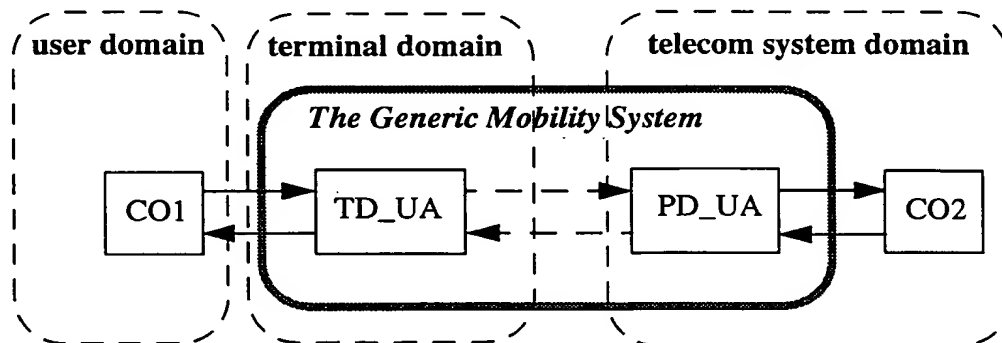 user domain
terminal domain
telecom system domain
The Generic Mobility System
CO1
TD_UA
PD_UA
CO2